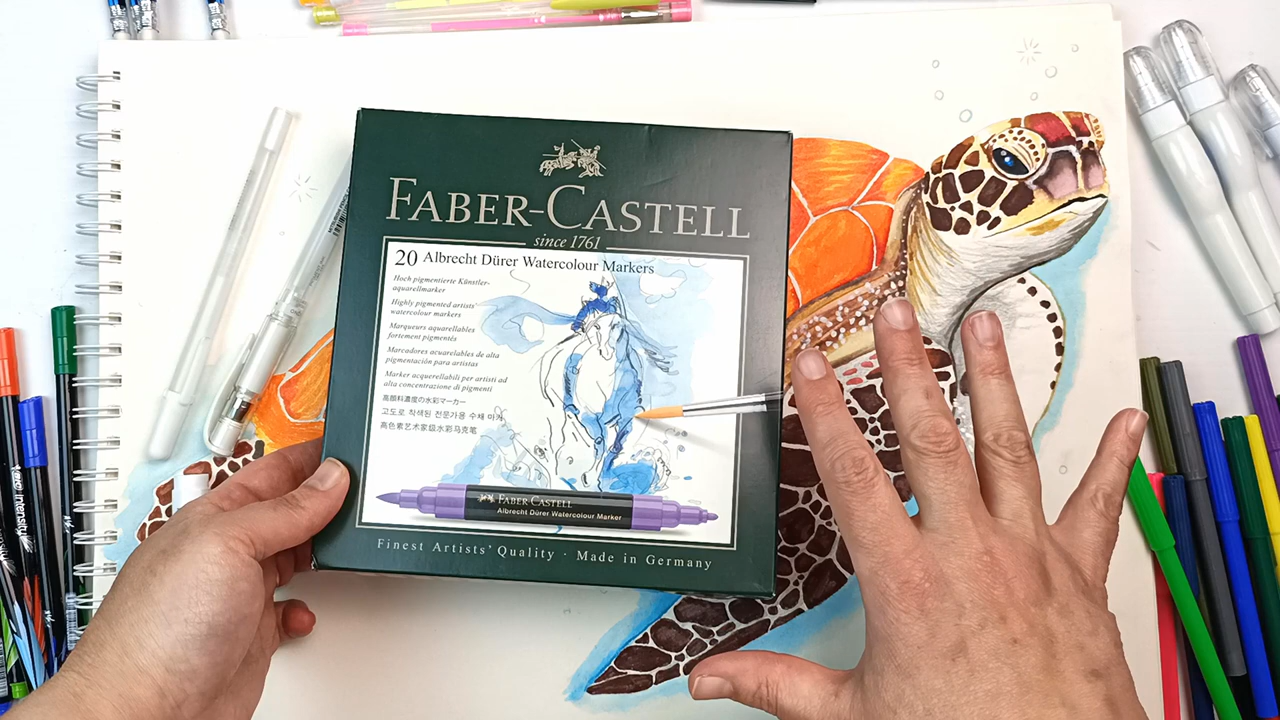 FABER-CASTELL
since 1761
20 Albrecht Dürer Watercolour Markers
Hoch pigmentierte Künstler-
aquarellmarker
Highly pigmented artists'
watercolour markers
Marqueurs aquarellables
fortement pigmentés
Marcadores acuarelables de alta
pigmentación para artistas
Marker acquerellabili per artisti ad
alta concentrazione di pigmenti
高顔料濃度の水彩マーカー
고도로 착색된 전문가용 수채 마커
高色素艺术家级水彩马克笔
FABER-CASTELL
Albrecht Dürer Watercolour Marker
Finest Artists' Quality · Made in Germany
Intensity